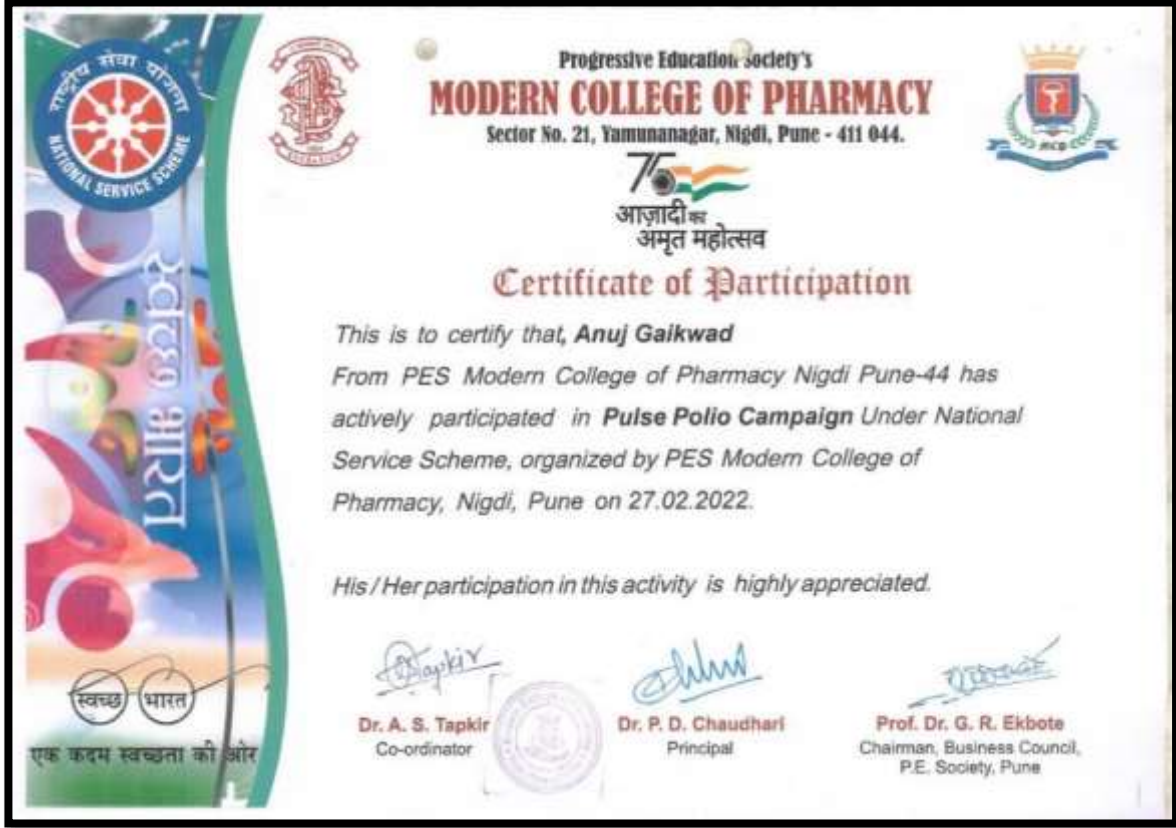 राष्ट्रीय सेवा योजना
NATIONAL SERVICE SCHEME
Progressive Education Society's
MODERN COLLEGE OF PHARMACY
Sector No. 21, Yamunanagar, Nigdi, Pune - 411 044.
75
आज़ादी का
अमृत महोत्सव
Certificate of Participation
This is to certify that, Anuj Gaikwad
From PES Modern College of Pharmacy Nigdi Pune-44 has
actively participated in Pulse Polio Campaign Under National
Service Scheme, organized by PES Modern College of
Pharmacy, Nigdi, Pune on 27.02.2022.
His / Her participation in this activity is highly appreciated.
Tapkir
Dr. A. S. Tapkir
Co-ordinator
Dr. P. D. Chaudhari
Principal
Prof. Dr. G. R. Ekbote
Chairman, Business Council,
P.E. Society, Pune
स्वच्छ भारत
एक कदम स्वच्छता की ओर